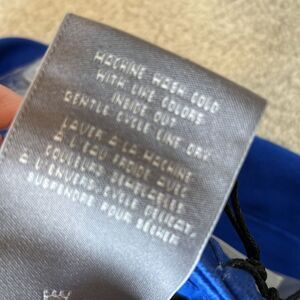 MACHINE WASH COLD
WITH LIKE COLORS
INSIDE OUT
GENTLE CYCLE LINE DRY
LAVER À LA MACHINE
À L'EAU FROIDE AVEC
COULEURS SEMBLABLES
À L'ENVERS, CYCLE DÉLICAT,
SUSPENDRE POUR SÉCHER